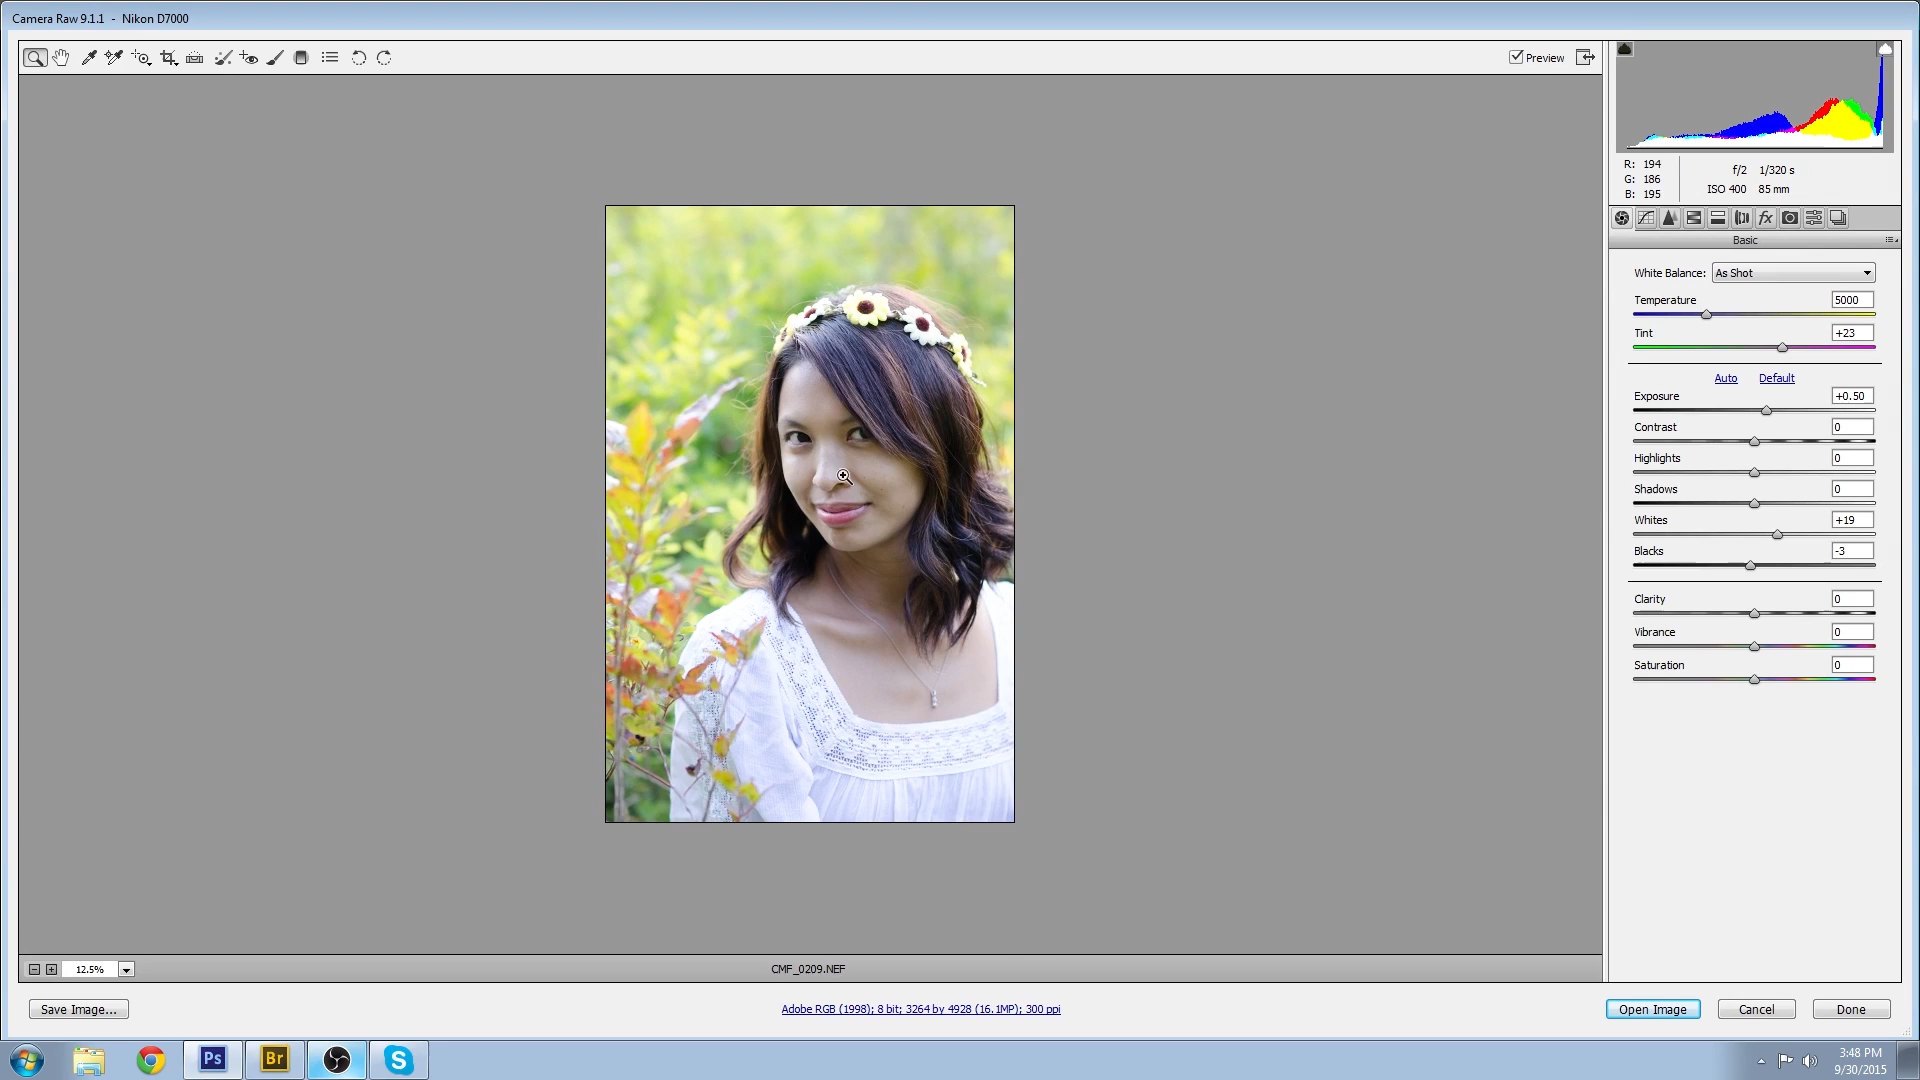 Camera Raw 9.1.1  -  Nikon D7000
Preview
R: 194
G: 186
B: 195
f/2 1/320 s
ISO 400 85 mm
fx
Basic
White Balance: As Shot
Temperature 5000
Tint +23
Auto Default
Exposure +0.50
Contrast 0
Highlights 0
Shadows 0
Whites +19
Blacks -3
Clarity 0
Vibrance 0
Saturation 0
12.5%
CMF_0209.NEF
Save Image...
Adobe RGB (1998); 8 bit; 3264 by 4928 (16.1MP); 300 ppi
Open Image
Cancel
Done
Ps
Br
S
3:48 PM
9/30/2015